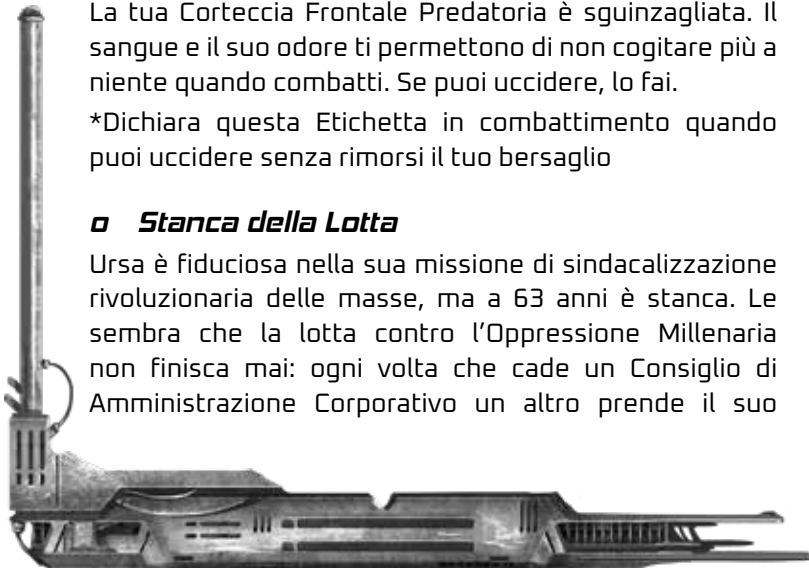 La tua Corteccia Frontale Predatoria è sguinzagliata. Il
sangue e il suo odore ti permettono di non cogitare più a
niente quando combatti. Se puoi uccidere, lo fai.
*Dichiara questa Etichetta in combattimento quando
puoi uccidere senza rimorsi il tuo bersaglio
o Stanca della Lotta
Ursa è fiduciosa nella sua missione di sindacalizzazione
rivoluzionaria delle masse, ma a 63 anni è stanca. Le
sembra che la lotta contro l’Oppressione Millenaria
non finisca mai: ogni volta che cade un Consiglio di
Amministrazione Corporativo un altro prende il suo